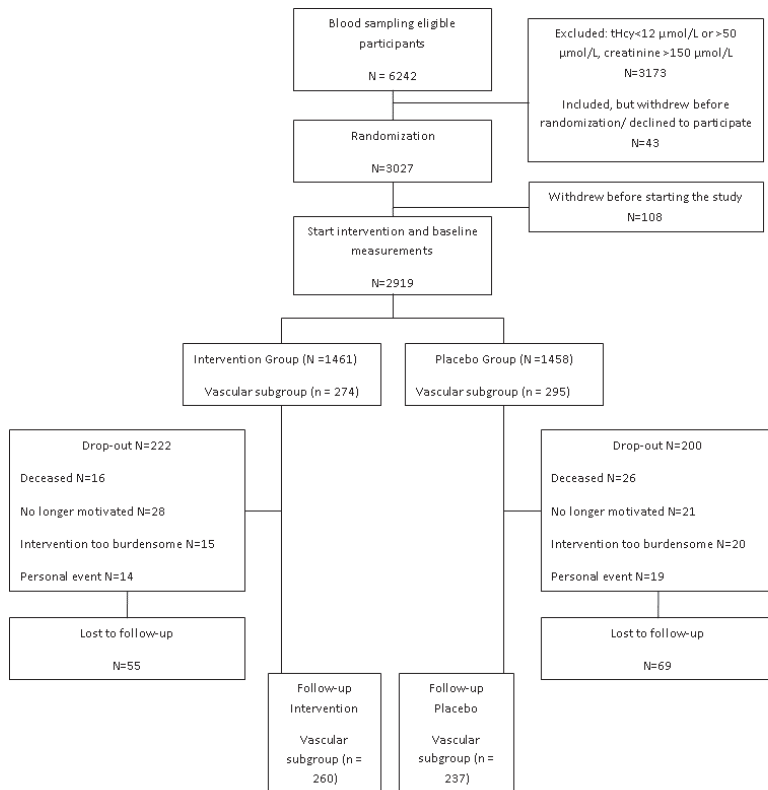 Blood sampling eligible
participants
N = 6242
Excluded: tHcy<12 µmol/L or >50
µmol/L, creatinine >150 µmol/L
N=3173
Included, but withdrew before
randomization/ declined to participate
N=43
Randomization
N=3027
Withdrew before starting the study
N=108
Start intervention and baseline
measurements
N=2919
Intervention Group (N =1461)
Vascular subgroup (n = 274)
Placebo Group (N =1458)
Vascular subgroup (n = 295)
Drop-out N=222
Deceased N=16
No longer motivated N=28
Intervention too burdensome N=15
Personal event N=14
Drop-out N=200
Deceased N=26
No longer motivated N=21
Intervention too burdensome N=20
Personal event N=19
Lost to follow-up
N=55
Lost to follow-up
N=69
Follow-up
Intervention
Vascular
subgroup (n =
260)
Follow-up
Placebo
Vascular
subgroup (n =
237)